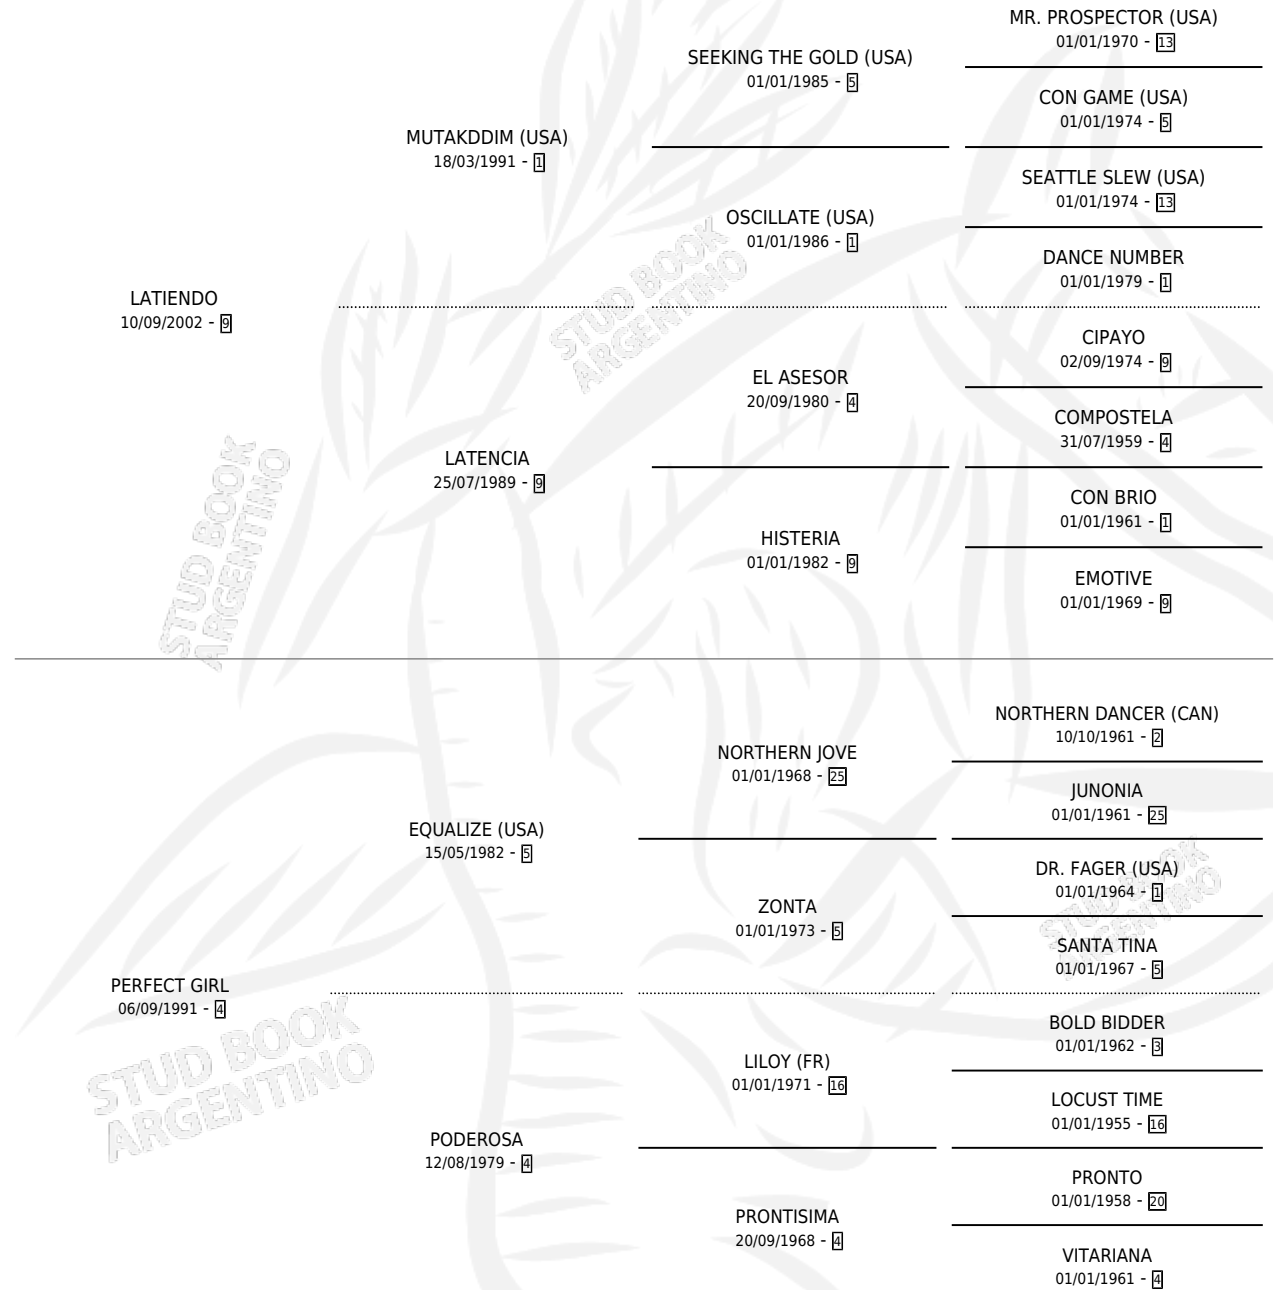 MR. PROSPECTOR (USA)
01/01/1970 - 13
SEEKING THE GOLD (USA)
01/01/1985 - 5
CON GAME (USA)
01/01/1974 - 5
MUTAKDDIM (USA)
18/03/1991 - 1
SEATTLE SLEW (USA)
01/01/1974 - 13
OSCILLATE (USA)
01/01/1986 - 1
DANCE NUMBER
01/01/1979 - 1
LATIENDO
10/09/2002 - 9
CIPAYO
02/09/1974 - 9
EL ASESOR
20/09/1980 - 4
COMPOSTELA
31/07/1959 - 4
LATENCIA
25/07/1989 - 9
CON BRIO
01/01/1961 - 1
HISTERIA
01/01/1982 - 9
EMOTIVE
01/01/1969 - 9
NORTHERN DANCER (CAN)
10/10/1961 - 2
NORTHERN JOVE
01/01/1968 - 25
JUNONIA
01/01/1961 - 25
EQUALIZE (USA)
15/05/1982 - 5
DR. FAGER (USA)
01/01/1964 - 1
ZONTA
01/01/1973 - 5
SANTA TINA
01/01/1967 - 5
PERFECT GIRL
06/09/1991 - 4
BOLD BIDDER
01/01/1962 - 3
LILOY (FR)
01/01/1971 - 16
LOCUST TIME
01/01/1955 - 16
PODEROSA
12/08/1979 - 4
PRONTO
01/01/1958 - 20
PRONTISIMA
20/09/1968 - 4
VITARIANA
01/01/1961 - 4
STUD BOOK
ARGENTINO
STUD BOOK
ARGENTINO
STUD BOOK
ARGENTINO
STUD BOOK
ARGENTINO